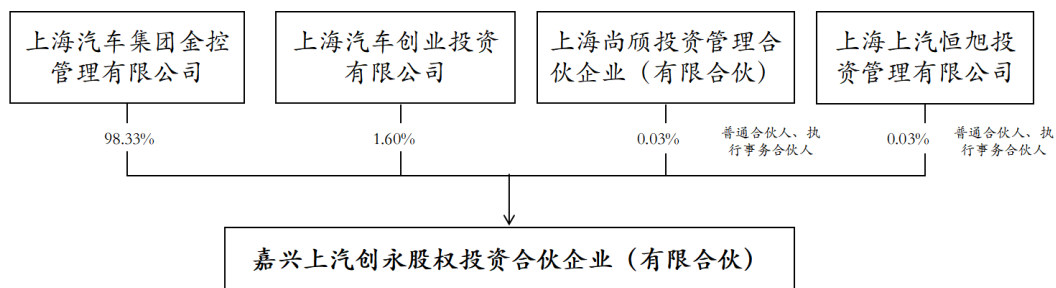 上海汽车集团金控
管理有限公司
上海汽车创业投资
有限公司
上海尚颀投资管理合
伙企业（有限合伙）
上海上汽恒旭投
资管理有限公司
98.33%
1.60%
0.03%
普通合伙人、执
行事务合伙人
0.03%
普通合伙人、执
行事务合伙人
嘉兴上汽创永股权投资合伙企业（有限合伙）